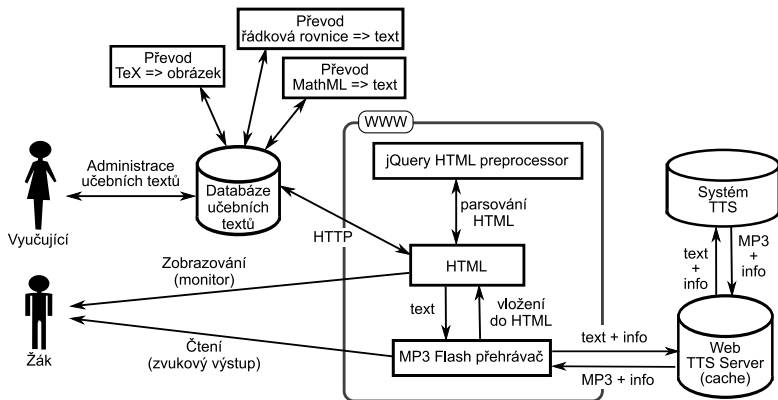 Převod
řádková rovnice => text
Převod
TeX => obrázek
Převod
MathML => text
WWW
jQuery HTML preprocessor
Administrace
učebních textů
Databáze
učebních
textů
parsování
HTML
Systém
TTS
Vyučující
HTTP
HTML
text
+
info
MP3
+
info
Zobrazování
(monitor)
text
vložení
do HTML
Čtení
(zvukový výstup)
MP3 Flash přehrávač
text + info
MP3 + info
Web
TTS Server
(cache)
Žák